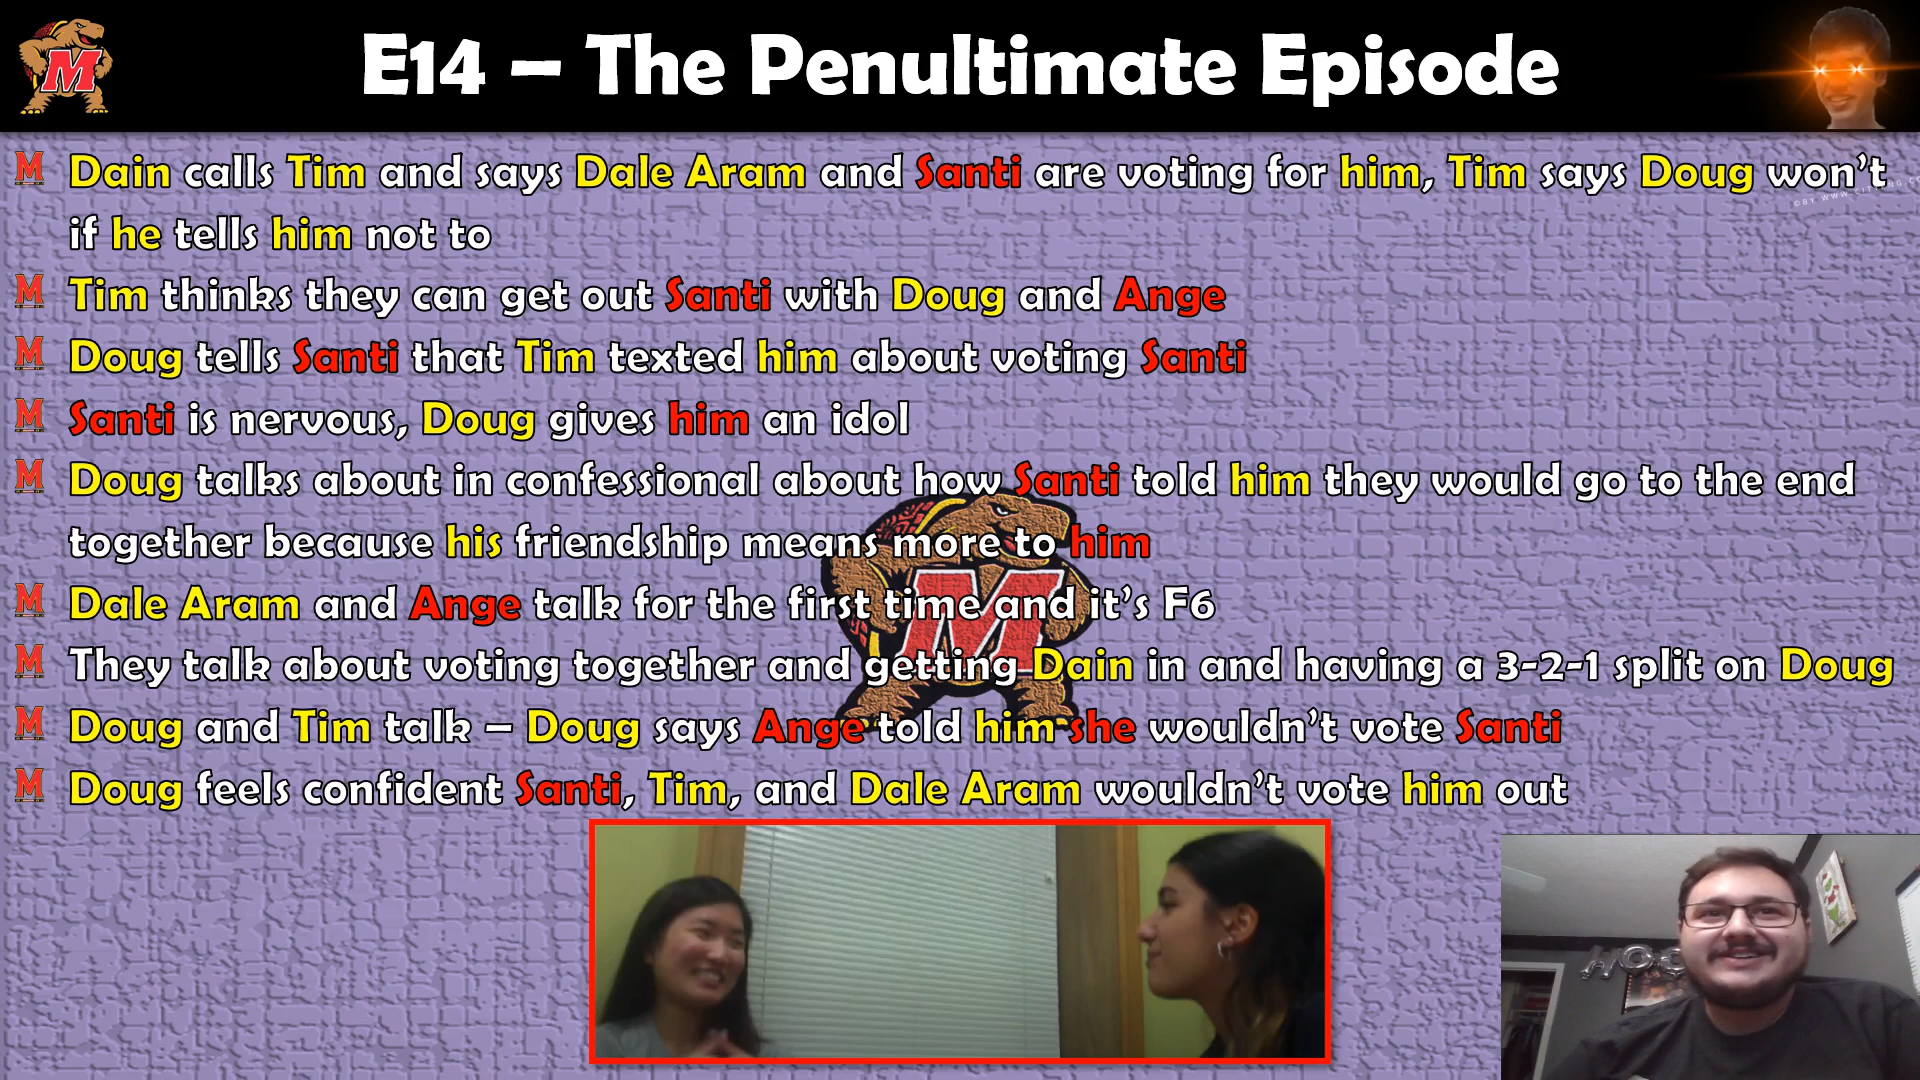 E14 – The Penultimate Episode
Dain calls Tim and says Dale Aram and Santi are voting for him, Tim says Doug won't
if he tells him not to
Tim thinks they can get out Santi with Doug and Ange
Doug tells Santi that Tim texted him about voting Santi
Santi is nervous, Doug gives him an idol
Doug talks about in confessional about how Santi told him they would go to the end
together because his friendship means more to him
Dale Aram and Ange talk for the first time and it's F6
They talk about voting together and getting Dain in and having a 3-2-1 split on Doug
Doug and Tim talk – Doug says Ange told him she wouldn't vote Santi
Doug feels confident Santi, Tim, and Dale Aram wouldn't vote him out
M